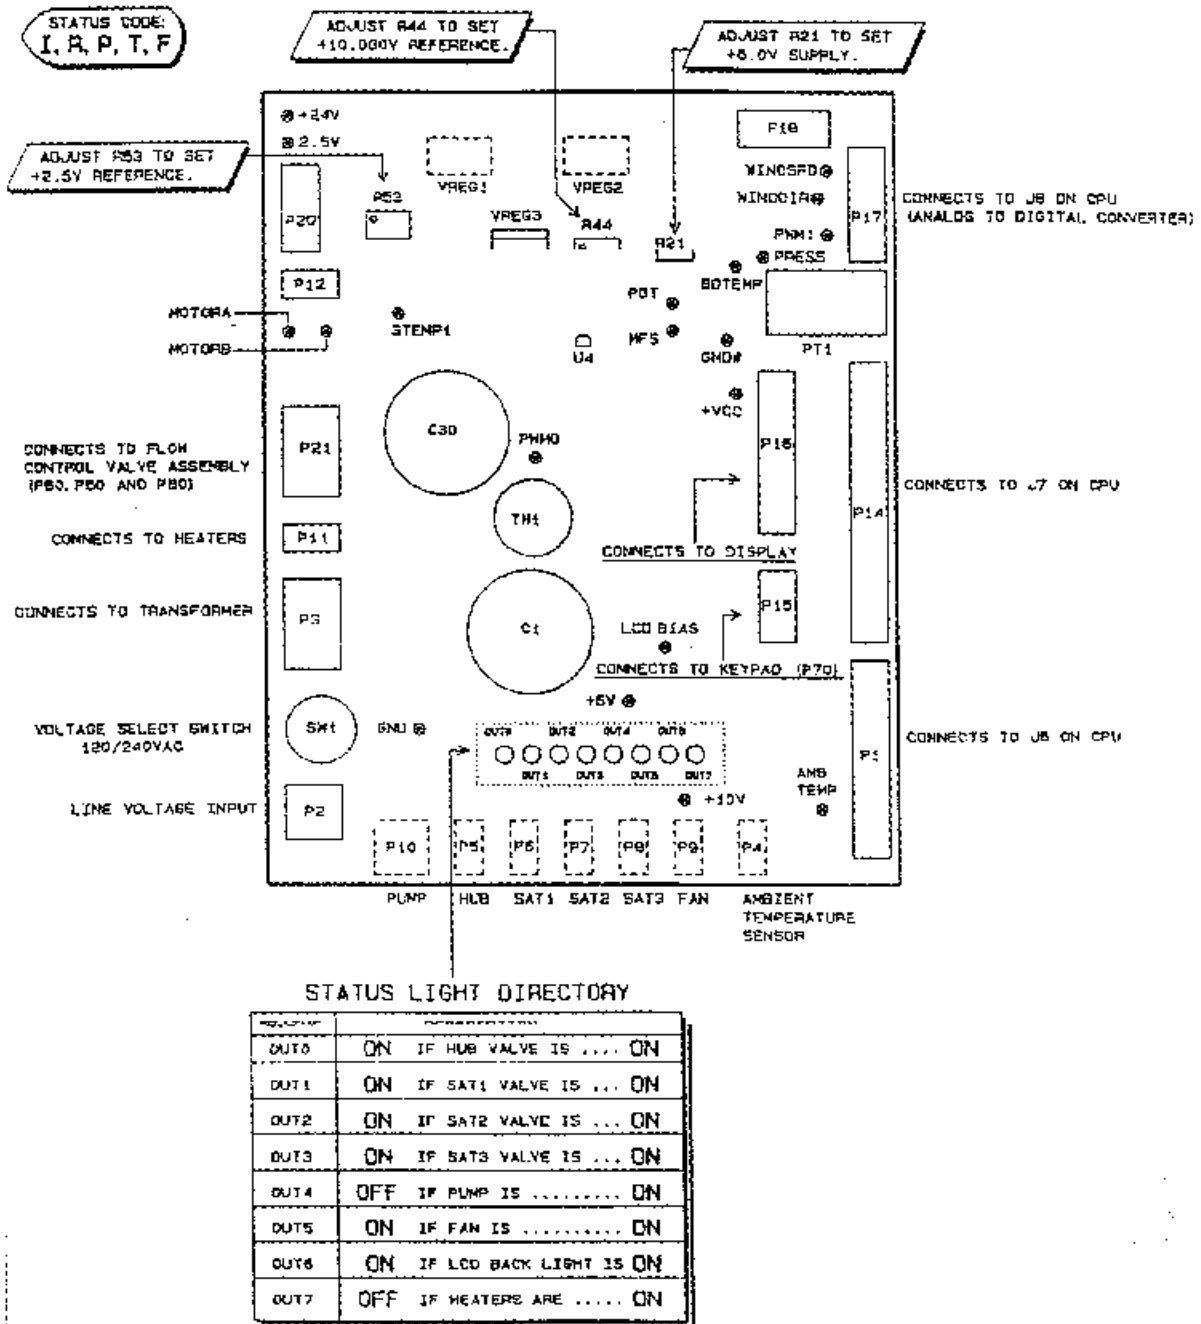 STATUS CODE:
I, R, P, T, F
ADJUST R44 TO SET
+10.000V REFERENCE.
ADJUST R21 TO SET
+5.0V SUPPLY.
ADJUST R53 TO SET
+2.5V REFERENCE.
+24V
2.5V
P20
R53
VREG1
VREG2
VREG3
R44
R21
F18
WINDSPD
WINDDIR
PWM1
PRESS
BDTEMP
P17
CONNECTS TO J8 ON CPU
(ANALOG TO DIGITAL CONVERTER)
P12
MOTORA
MOTORB
STEMP1
U4
POT
MFS
GND#
PT1
+VCC
CONNECTS TO FLOW
CONTROL VALVE ASSEMBLY
P21
C30
PWM0
TH1
P16
P14
CONNECTS TO J7 ON CPU
CONNECTS TO HEATERS
P11
CONNECTS TO DISPLAY
CONNECTS TO TRANSFORMER
P3
C1
LCD BIAS
P15
CONNECTS TO KEYPAD (P70)
+5V
VOLTAGE SELECT SWITCH
120/240VAC
SW1
GND
OUT0 OUT2 OUT4 OUT6
OUT1 OUT3 OUT5 OUT7
P1
CONNECTS TO J6 ON CPU
LINE VOLTAGE INPUT
P2
+10V
AMB
TEMP
P10 P5 P6 P7 P8 P9 P4
PUMP HUB SAT1 SAT2 SAT3 FAN AMBIENT
TEMPERATURE
SENSOR
STATUS LIGHT DIRECTORY
OUT0 ON IF HUB VALVE IS .... ON
OUT1 ON IF SAT1 VALVE IS ... ON
OUT2 ON IF SAT2 VALVE IS ... ON
OUT3 ON IF SAT3 VALVE IS ... ON
OUT4 OFF IF PUMP IS ......... ON
OUT5 ON IF FAN IS .......... ON
OUT6 ON IF LCD BACK LIGHT IS ON
OUT7 OFF IF HEATERS ARE ..... ON